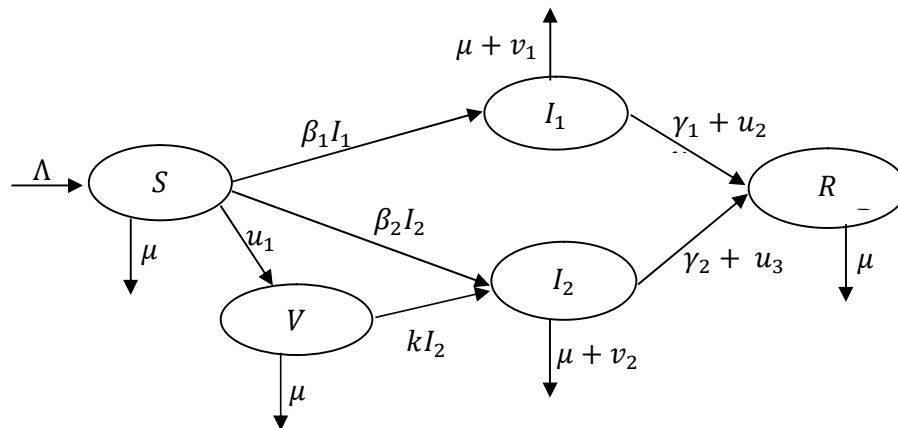 μ + v₁
I₁
β₁I₁
γ₁ + u₂
Λ
S
R
β₂I₂
μ
u₁
I₂
γ₂ + u₃
μ
V
kI₂
μ + v₂
μ